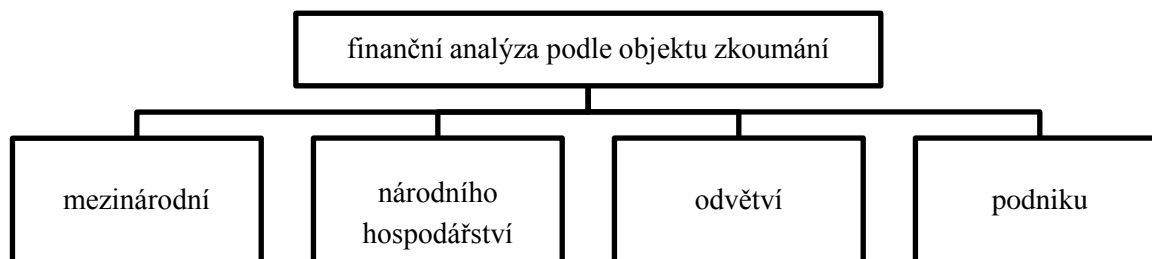 finanční analýza podle objektu zkoumání
mezinárodní
národního
hospodářství
odvětví
podniku